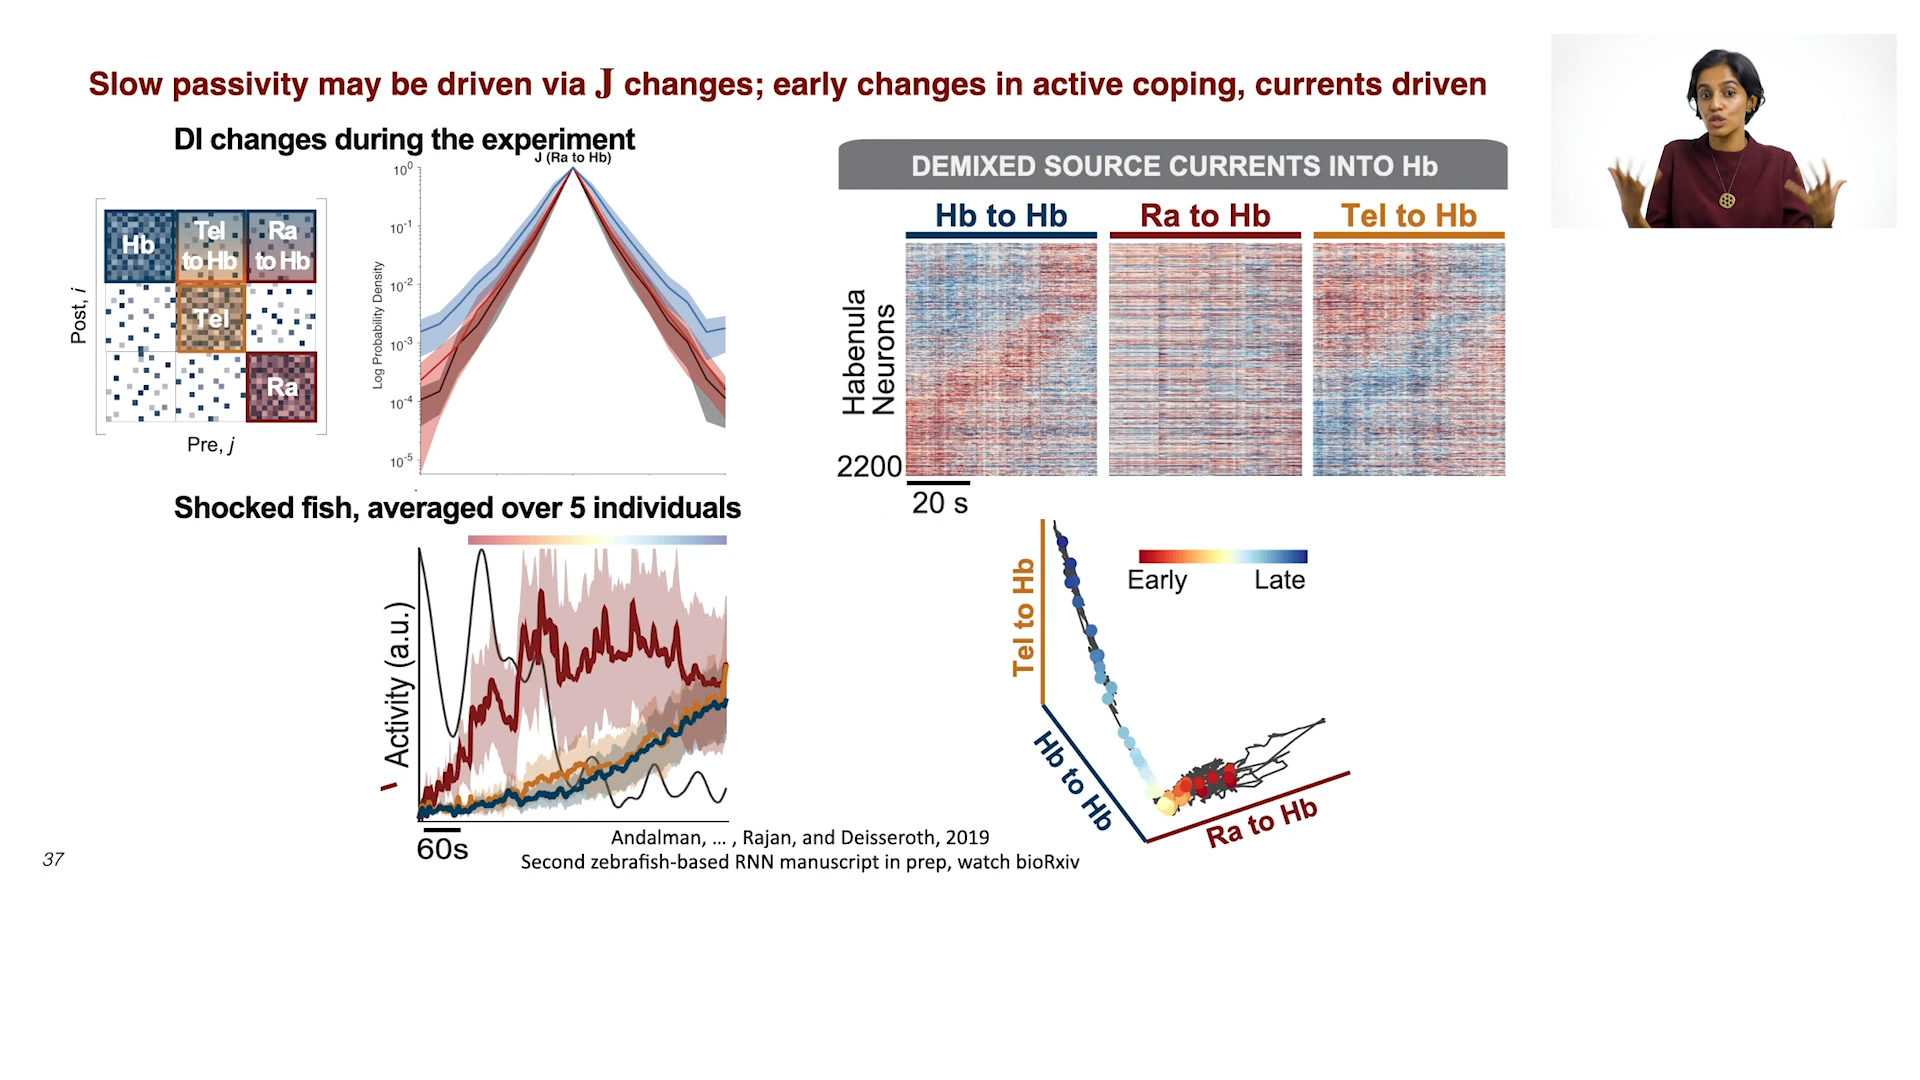 Slow passivity may be driven via J changes; early changes in active coping, currents driven
DI changes during the experiment
J (Ra to Hb)
Log Probability Density
10^0
10^-1
10^-2
10^-3
10^-4
10^-5
Post, i
Hb
Tel
to Hb
Ra
to Hb
Tel
Ra
Pre, j
DEMIXED SOURCE CURRENTS INTO Hb
Hb to Hb
Ra to Hb
Tel to Hb
Habenula
Neurons
2200
20 s
Shocked fish, averaged over 5 individuals
Activity (a.u.)
60s
Early
Late
Tel to Hb
Hb to Hb
Ra to Hb
Andalman, ... , Rajan, and Deisseroth, 2019
Second zebrafish-based RNN manuscript in prep, watch bioRxiv
37